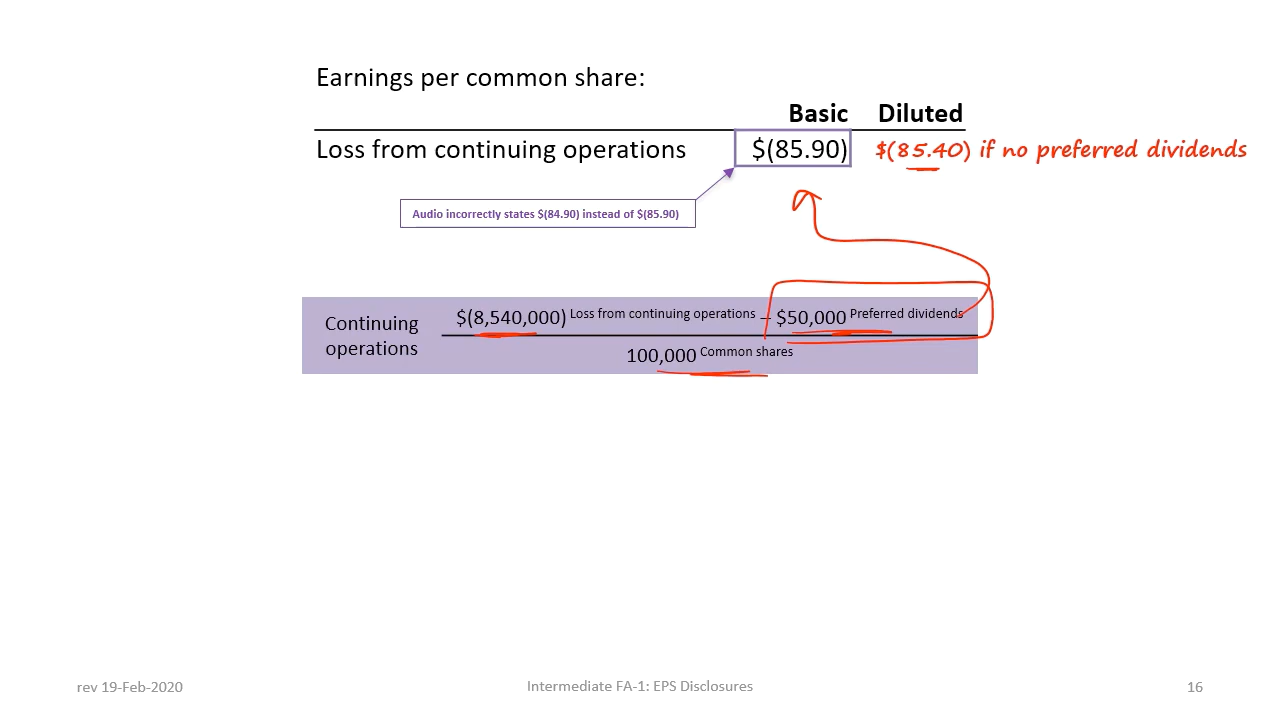 Earnings per common share:
Basic Diluted
Loss from continuing operations $(85.90) $(85.40) if no preferred dividends
Audio incorrectly states $(84.90) instead of $(85.90)
Continuing operations
$(8,540,000) Loss from continuing operations – $50,000 Preferred dividends
100,000 Common shares
rev 19-Feb-2020 Intermediate FA-1: EPS Disclosures 16